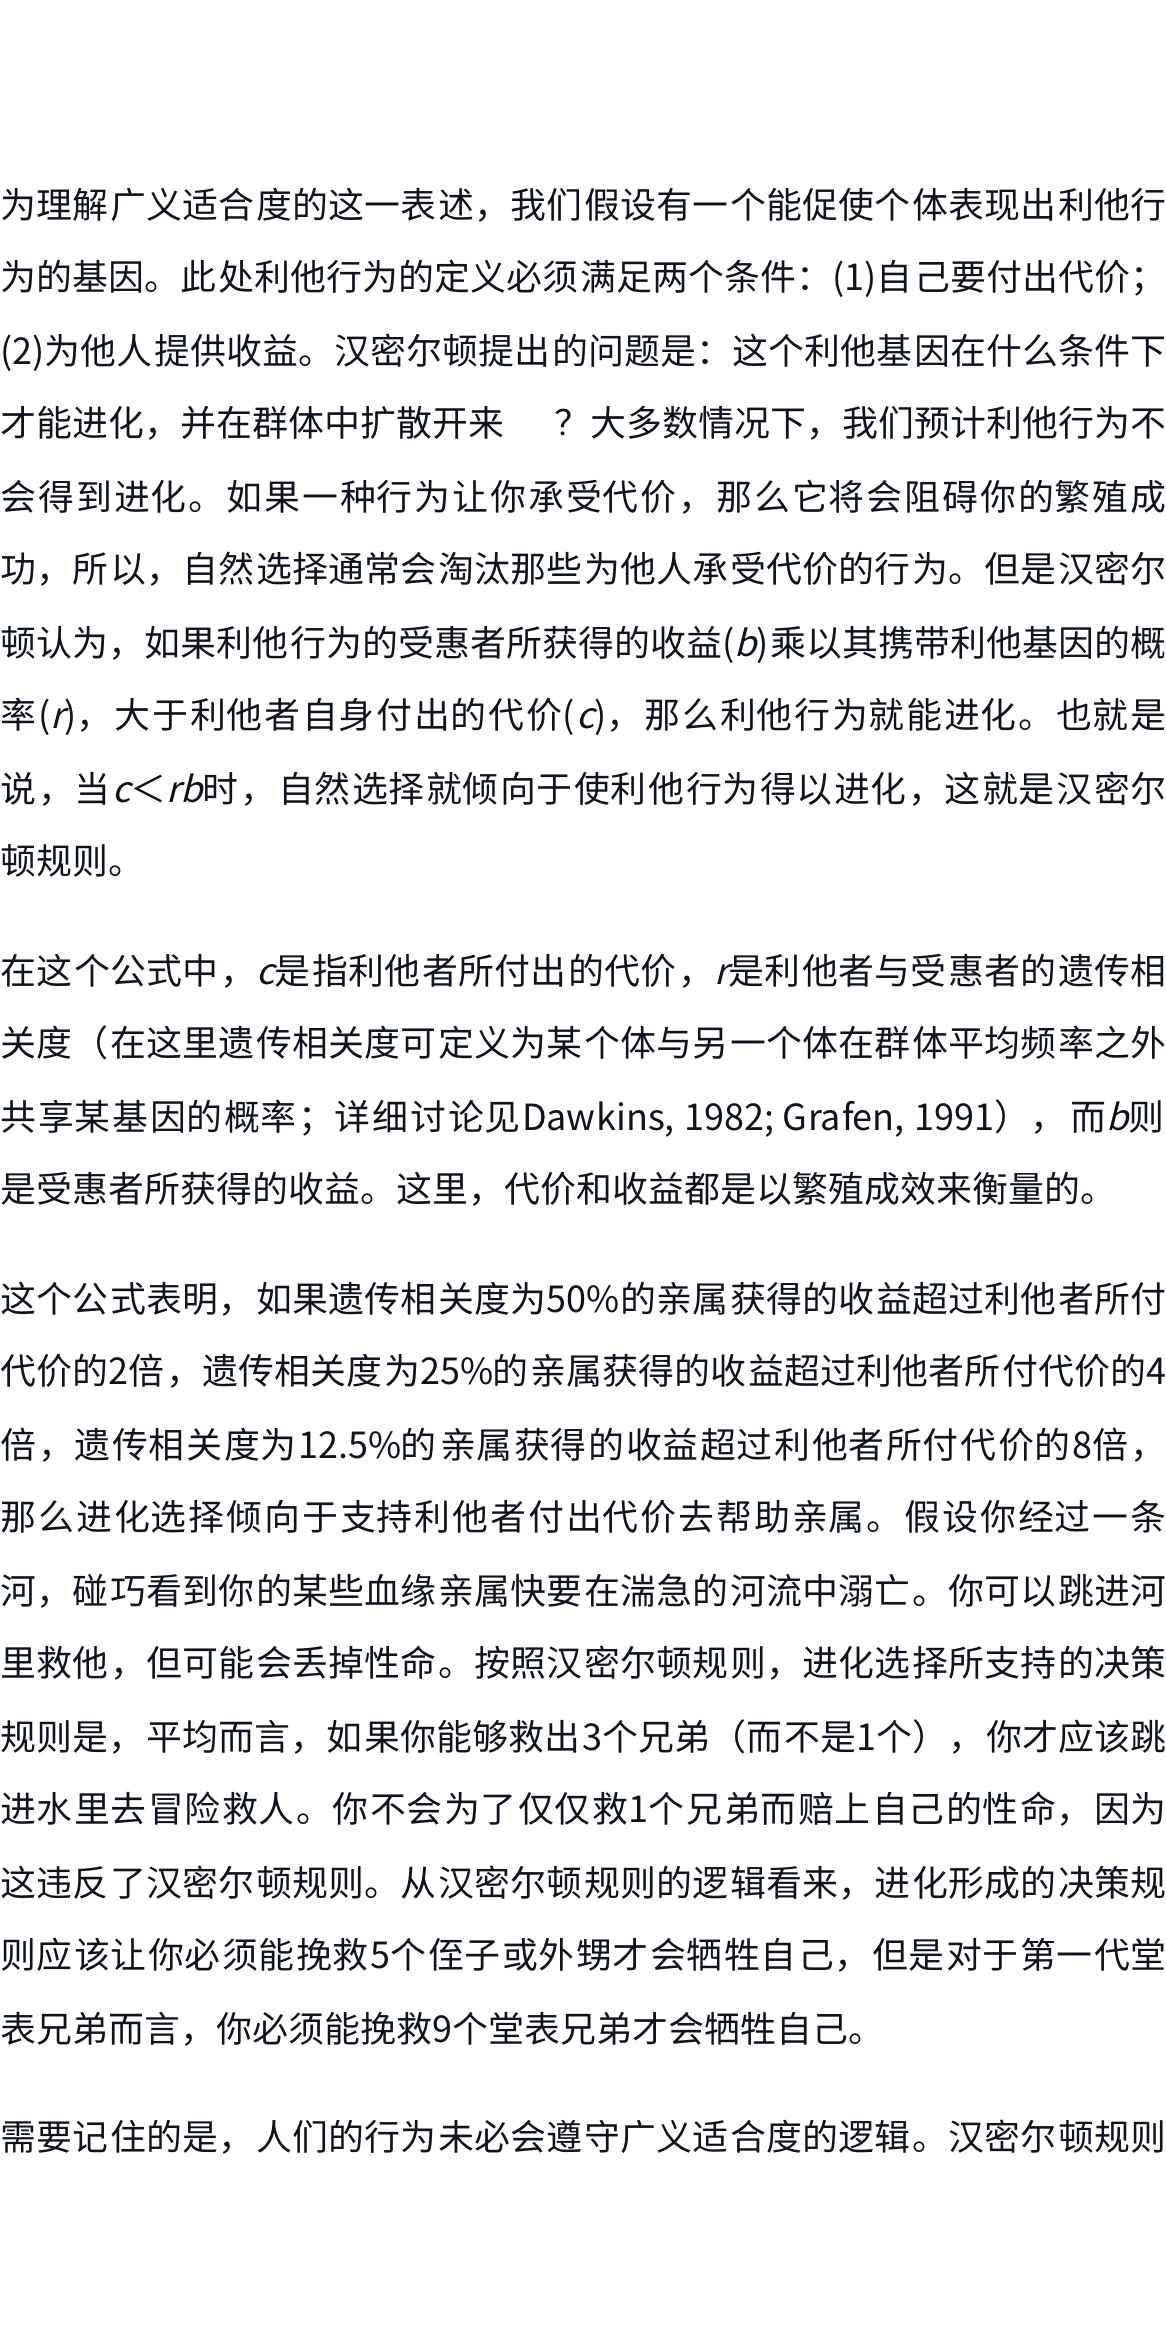 为理解广义适合度的这一表述，我们假设有一个能促使个体表现出利他行
为的基因。此处利他行为的定义必须满足两个条件：(1)自己要付出代价；
(2)为他人提供收益。汉密尔顿提出的问题是：这个利他基因在什么条件下
才能进化，并在群体中扩散开来　？大多数情况下，我们预计利他行为不
会得到进化。如果一种行为让你承受代价，那么它将会阻碍你的繁殖成
功，所以，自然选择通常会淘汰那些为他人承受代价的行为。但是汉密尔
顿认为，如果利他行为的受惠者所获得的收益(b)乘以其携带利他基因的概
率(r)，大于利他者自身付出的代价(c)，那么利他行为就能进化。也就是
说，当c＜rb时，自然选择就倾向于使利他行为得以进化，这就是汉密尔
顿规则。
在这个公式中，c是指利他者所付出的代价，r是利他者与受惠者的遗传相
关度（在这里遗传相关度可定义为某个体与另一个体在群体平均频率之外
共享某基因的概率；详细讨论见Dawkins, 1982; Grafen, 1991），而b则
是受惠者所获得的收益。这里，代价和收益都是以繁殖成效来衡量的。
这个公式表明，如果遗传相关度为50%的亲属获得的收益超过利他者所付
代价的2倍，遗传相关度为25%的亲属获得的收益超过利他者所付代价的4
倍，遗传相关度为12.5%的亲属获得的收益超过利他者所付代价的8倍，
那么进化选择倾向于支持利他者付出代价去帮助亲属。假设你经过一条
河，碰巧看到你的某些血缘亲属快要在湍急的河流中溺亡。你可以跳进河
里救他，但可能会丢掉性命。按照汉密尔顿规则，进化选择所支持的决策
规则是，平均而言，如果你能够救出3个兄弟（而不是1个），你才应该跳
进水里去冒险救人。你不会为了仅仅救1个兄弟而赔上自己的性命，因为
这违反了汉密尔顿规则。从汉密尔顿规则的逻辑看来，进化形成的决策规
则应该让你必须能挽救5个侄子或外甥才会牺牲自己，但是对于第一代堂
表兄弟而言，你必须能挽救9个堂表兄弟才会牺牲自己。
需要记住的是，人们的行为未必会遵守广义适合度的逻辑。汉密尔顿规则